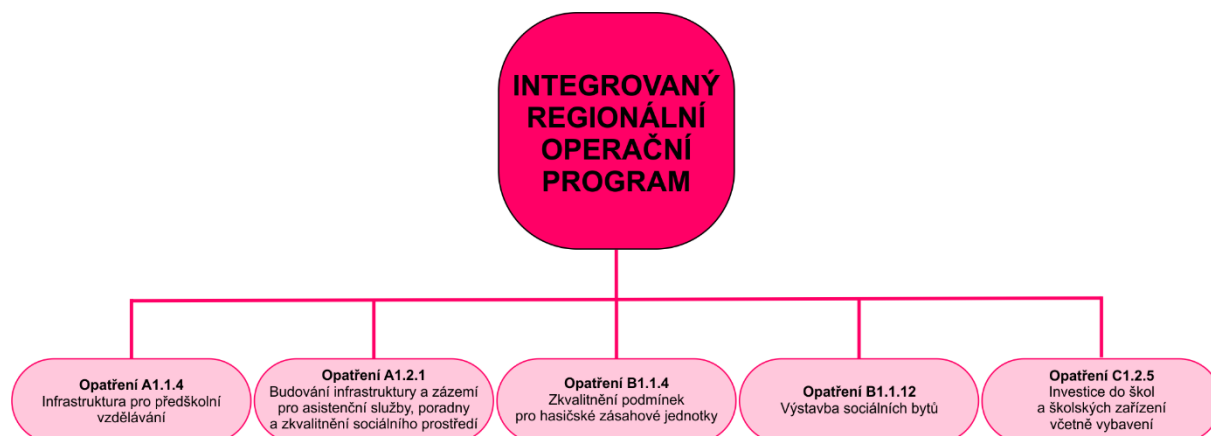 INTEGROVANÝ
REGIONÁLNÍ
OPERAČNÍ
PROGRAM
Opatření A1.1.4
Infrastruktura pro předškolní
vzdělávání
Opatření A1.2.1
Budování infrastruktury a zázemí
pro asistenční služby, poradny
a zkvalitnění sociálního prostředí
Opatření B1.1.4
Zkvalitnění podmínek
pro hasičské zásahové jednotky
Opatření B1.1.12
Výstavba sociálních bytů
Opatření C1.2.5
Investice do škol
a školských zařízení
včetně vybavení